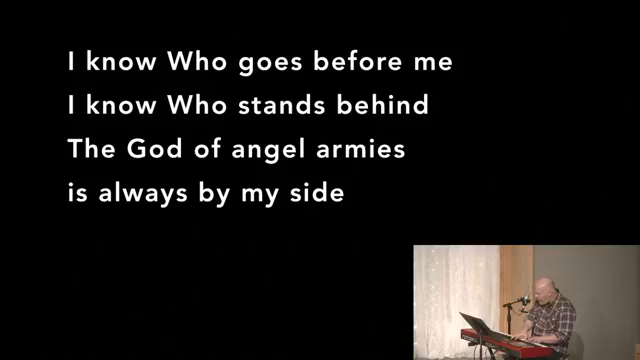 I know Who goes before me
I know Who stands behind
The God of angel armies
is always by my side